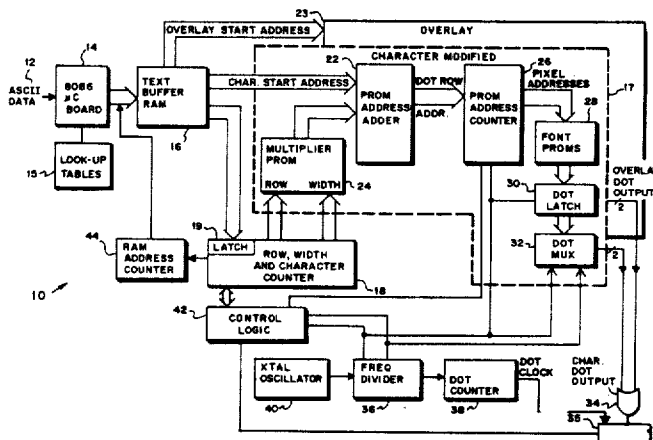 23
OVERLAY START ADDRESS
OVERLAY
12
ASCII
DATA
14
8086
µC
BOARD
TEXT
BUFFER
RAM
16
CHAR. START ADDRESS
CHARACTER MODIFIED
22
PROM
ADDRESS
ADDER
DOT ROW
ADDR.
26
PROM
ADDRESS
COUNTER
PIXEL
ADDRESSES
17
28
FONT
PROMS
15
LOOK-UP
TABLES
MULTIPLIER
PROM
ROW WIDTH
24
30
DOT
LATCH
OVERLAY
DOT
OUTPUT
2
32
DOT
MUX
2
44
RAM
ADDRESS
COUNTER
19
LATCH
ROW, WIDTH
AND CHARACTER
COUNTER
18
10
42
CONTROL
LOGIC
XTAL
OSCILLATOR
40
FREQ
DIVIDER
36
DOT
COUNTER
38
DOT
CLOCK
CHAR.
DOT
OUTPUT
34
35